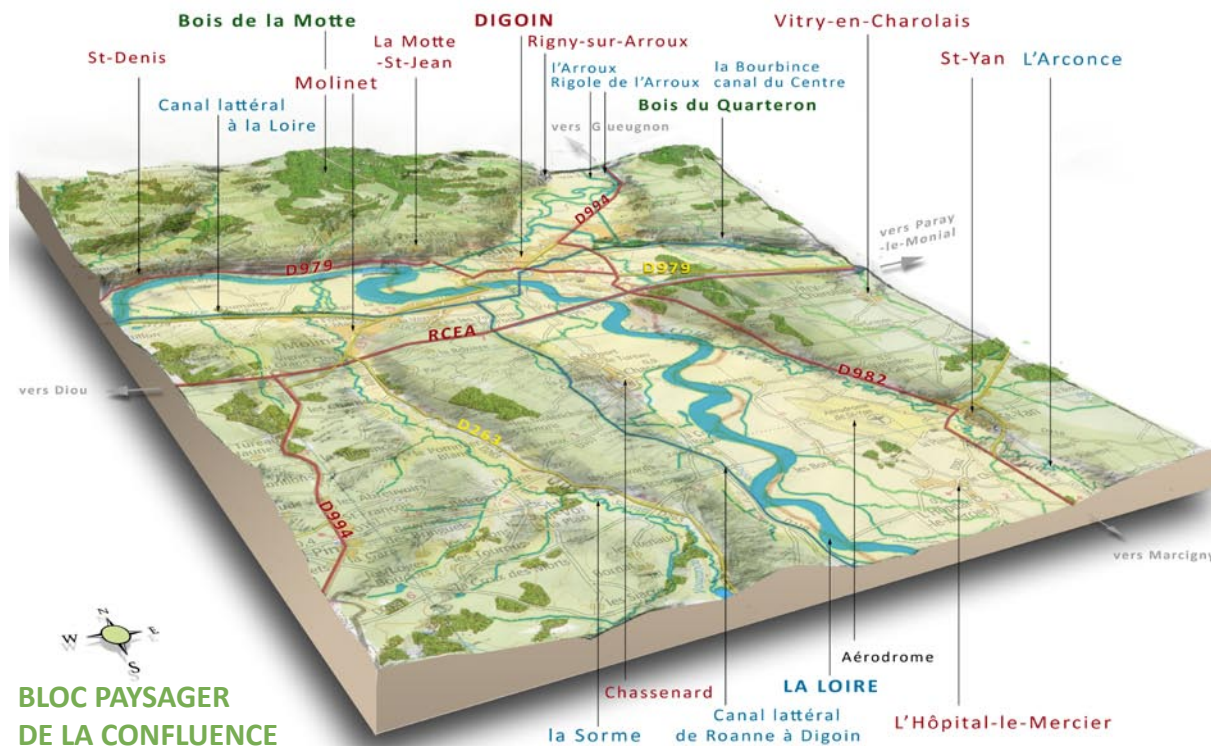 Bois de la Motte
DIGOIN
Vitry-en-Charolais
St-Denis
La Motte
-St-Jean
Rigny-sur-Arroux
St-Yan
L'Arconce
Molinet
l'Arroux
Rigole de l'Arroux
la Bourbince
canal du Centre
Canal lattéral
à la Loire
Bois du Quarteron
vers Gueugnon
D994
vers Paray
-le-Monial
D979
D979
RCEA
vers Diou
D982
D263
D994
vers Marcigny
N
W
E
S
Aérodrome
Chassenard
LA LOIRE
BLOC PAYSAGER
DE LA CONFLUENCE
la Sorme
Canal lattéral
de Roanne à Digoin
L'Hôpital-le-Mercier